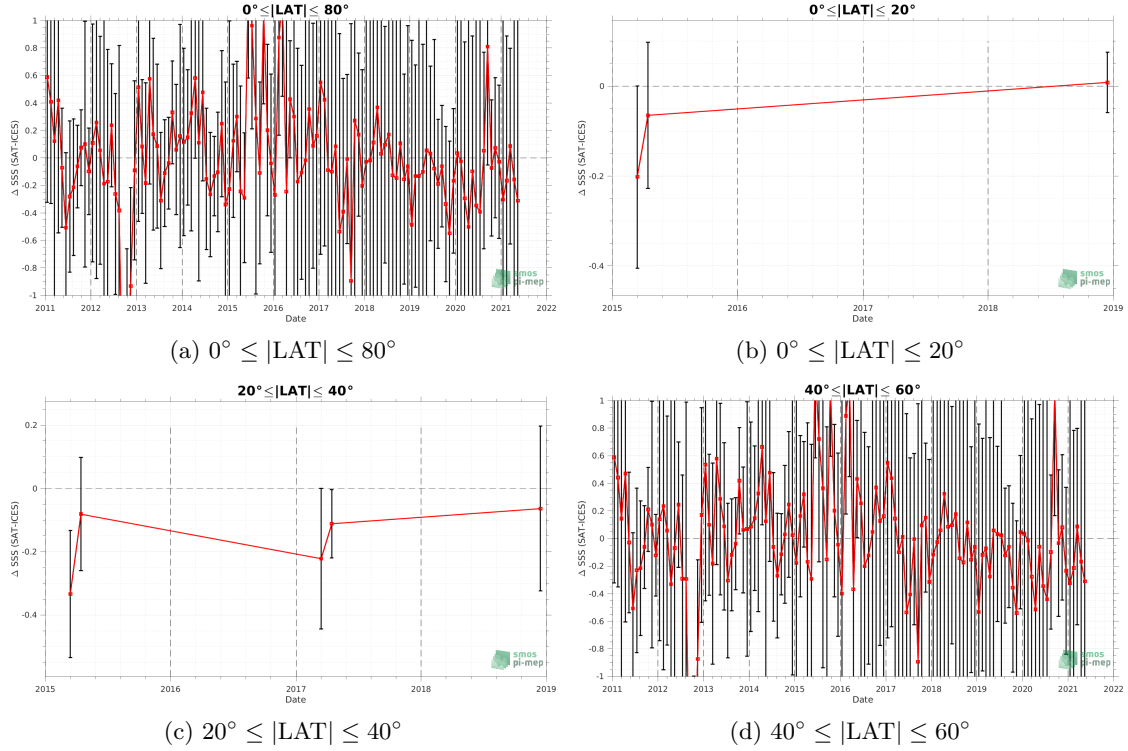 0°≤|LAT|≤ 80°
Δ SSS (SAT-ICES)
1
0.8
0.6
0.4
0.2
0
-0.2
-0.4
-0.6
-0.8
-1
2011 2012 2013 2014 2015 2016 2017 2018 2019 2020 2021 2022
Date
smos
pi-mep
(a) 0° ≤ |LAT| ≤ 80°
0°≤|LAT|≤ 20°
Δ SSS (SAT-ICES)
0
-0.2
-0.4
2015 2016 2017 2018 2019
Date
smos
pi-mep
(b) 0° ≤ |LAT| ≤ 20°
20°≤|LAT|≤ 40°
Δ SSS (SAT-ICES)
0.2
0
-0.2
-0.4
2015 2016 2017 2018 2019
Date
smos
pi-mep
(c) 20° ≤ |LAT| ≤ 40°
40°≤|LAT|≤ 60°
Δ SSS (SAT-ICES)
1
0.8
0.6
0.4
0.2
0
-0.2
-0.4
-0.6
-0.8
-1
2011 2012 2013 2014 2015 2016 2017 2018 2019 2020 2021 2022
Date
smos
pi-mep
(d) 40° ≤ |LAT| ≤ 60°